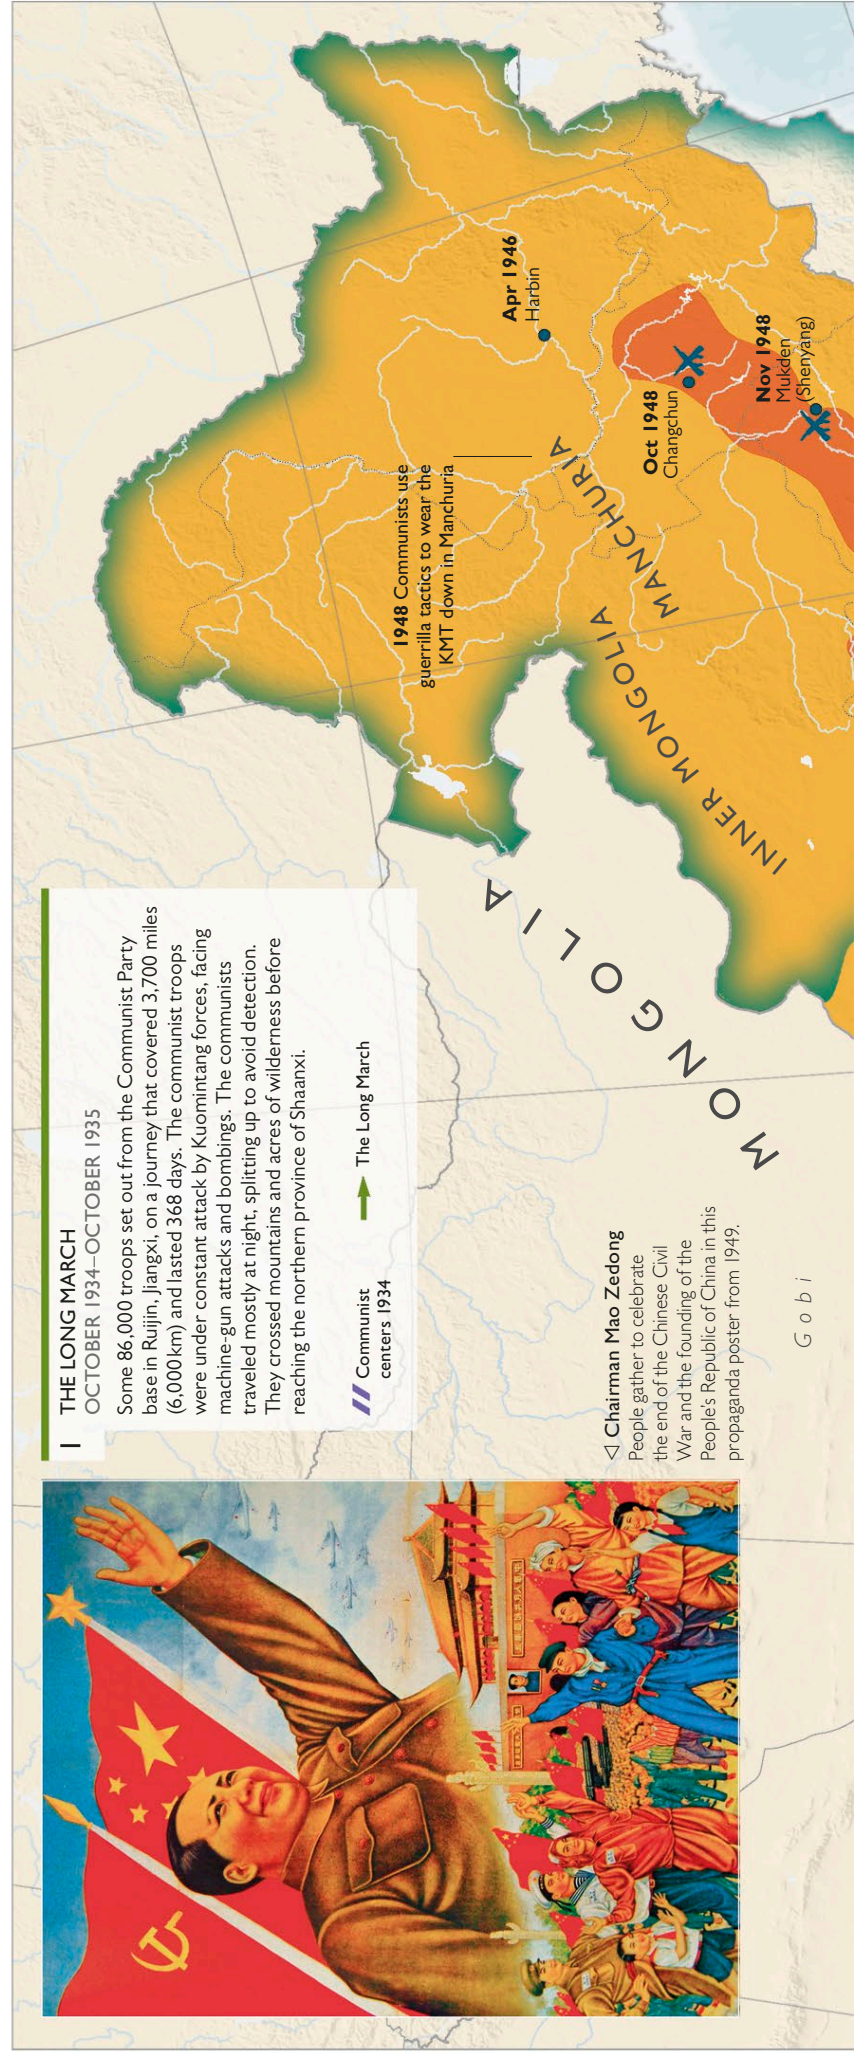 1 THE LONG MARCH
OCTOBER 1934–OCTOBER 1935
Some 86,000 troops set out from the Communist Party
base in Ruijin, Jiangxi, on a journey that covered 3,700 miles
(6,000km) and lasted 368 days. The communist troops
were under constant attack by Kuomintang forces, facing
machine-gun attacks and bombings. The communists
traveled mostly at night, splitting up to avoid detection.
They crossed mountains and acres of wilderness before
reaching the northern province of Shaanxi.
Communist
centers 1934
The Long March
◁ Chairman Mao Zedong
People gather to celebrate
the end of the Chinese Civil
War and the founding of the
People's Republic of China in this
propaganda poster from 1949.
Gobi
MONGOLIA
INNER MONGOLIA
MANCHURIA
1948 Communists use
guerrilla tactics to wear the
KMT down in Manchuria
Apr 1946
Harbin
Oct 1948
Changchun
Nov 1948
Mukden
(Shenyang)